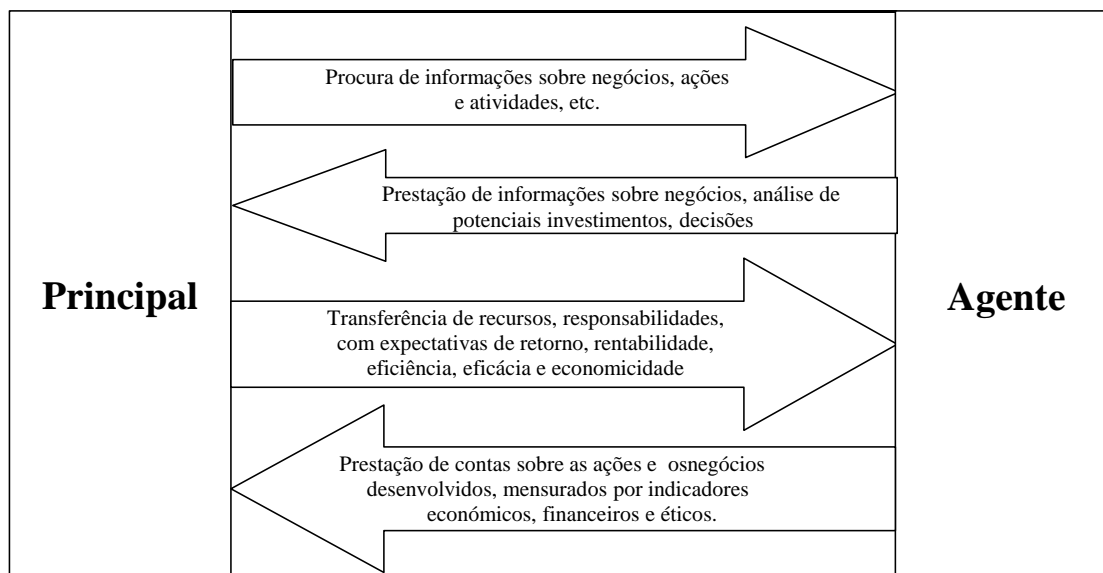 Procura de informações sobre negócios, ações
e atividades, etc.
Prestação de informações sobre negócios, análise de
potenciais investimentos, decisões
Principal
Agente
Transferência de recursos, responsabilidades,
com expectativas de retorno, rentabilidade,
eficiência, eficácia e economicidade
Prestação de contas sobre as ações e osnegócios
desenvolvidos, mensurados por indicadores
económicos, financeiros e éticos.